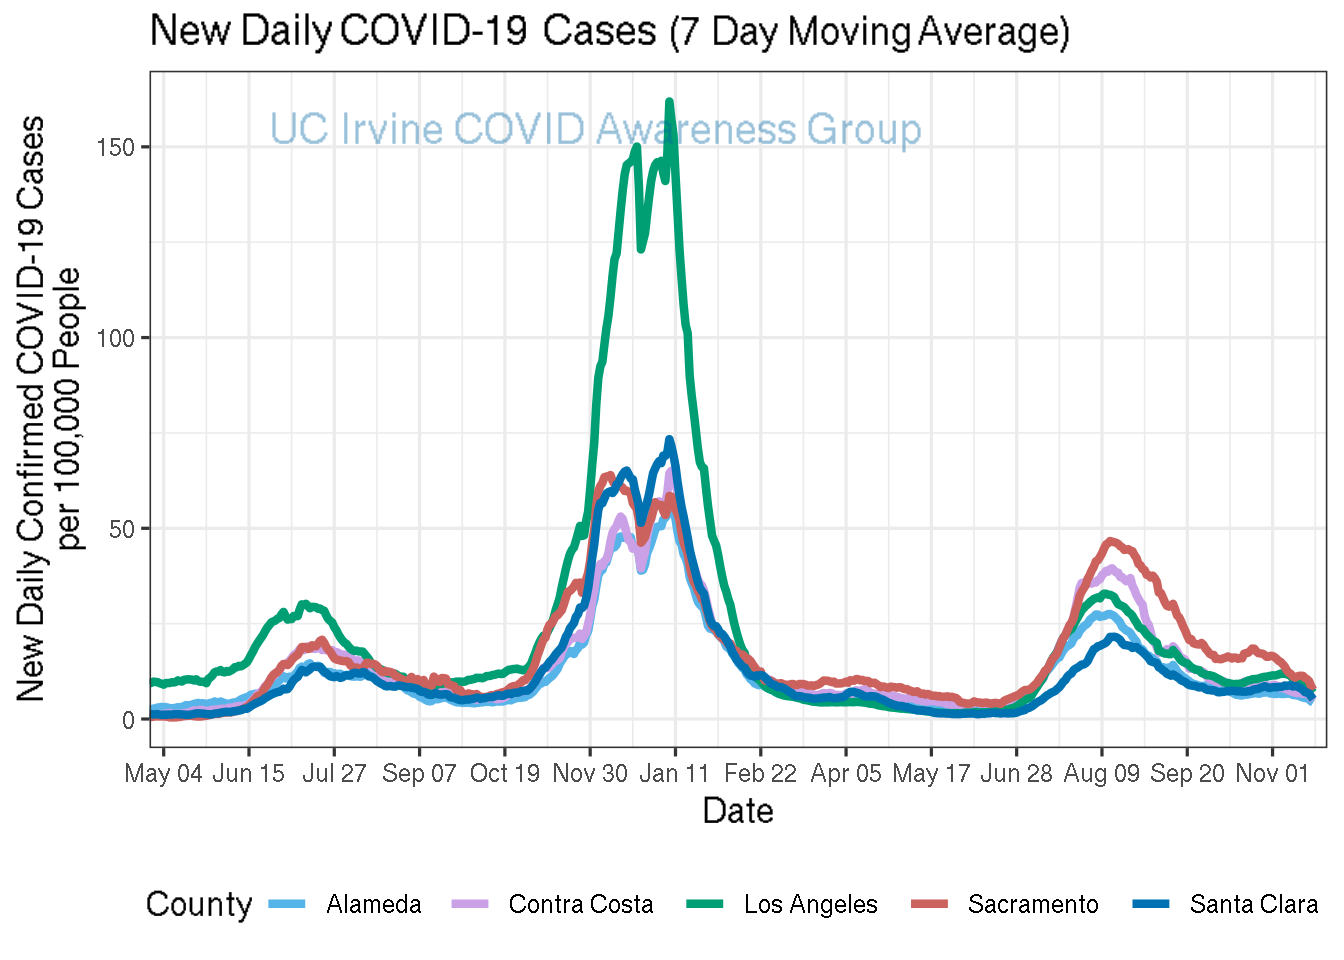 New Daily COVID-19 Cases (7 Day Moving Average)
UC Irvine COVID Awareness Group
New Daily Confirmed COVID-19 Cases
per 100,000 People
150
100
50
0
May 04 Jun 15 Jul 27 Sep 07 Oct 19 Nov 30 Jan 11 Feb 22 Apr 05 May 17 Jun 28 Aug 09 Sep 20 Nov 01
Date
County Alameda Contra Costa Los Angeles Sacramento Santa Clara